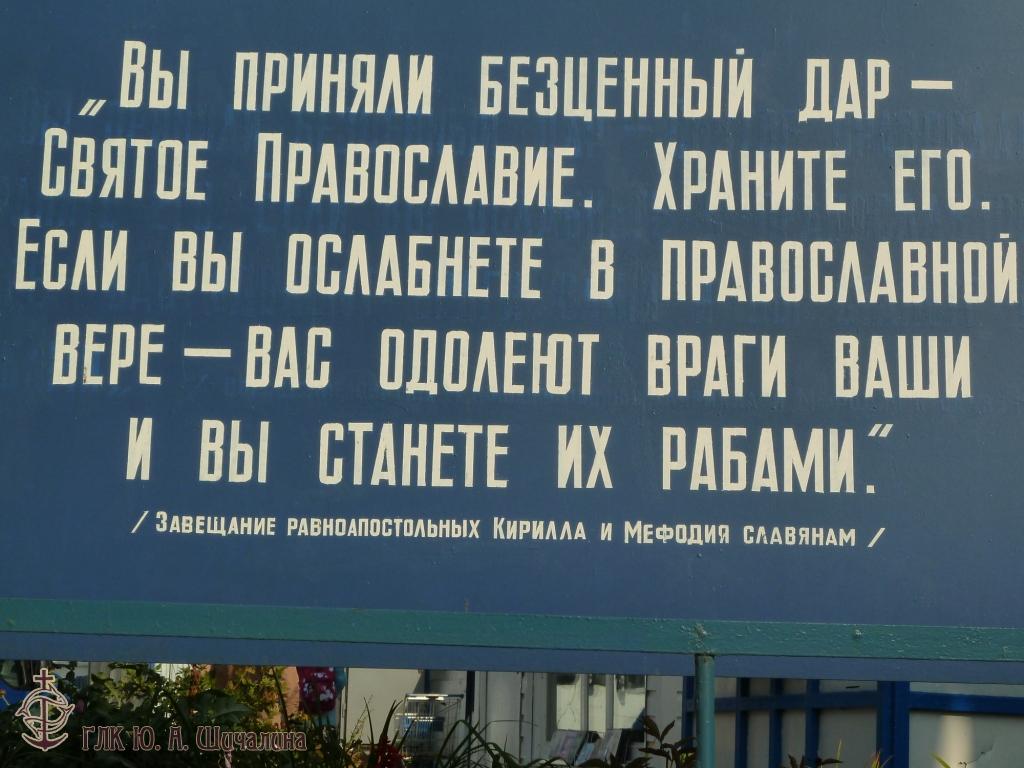 „Вы приняли безценный дар —
Святое Православие. Храните его.
Если вы ослабнете в православной
вере — вас одолеют враги ваши
и вы станете их рабами.”
/ Завещание равноапостольных Кирилла и Мефодия славянам /
ГЛК Ю. А. Шичалина